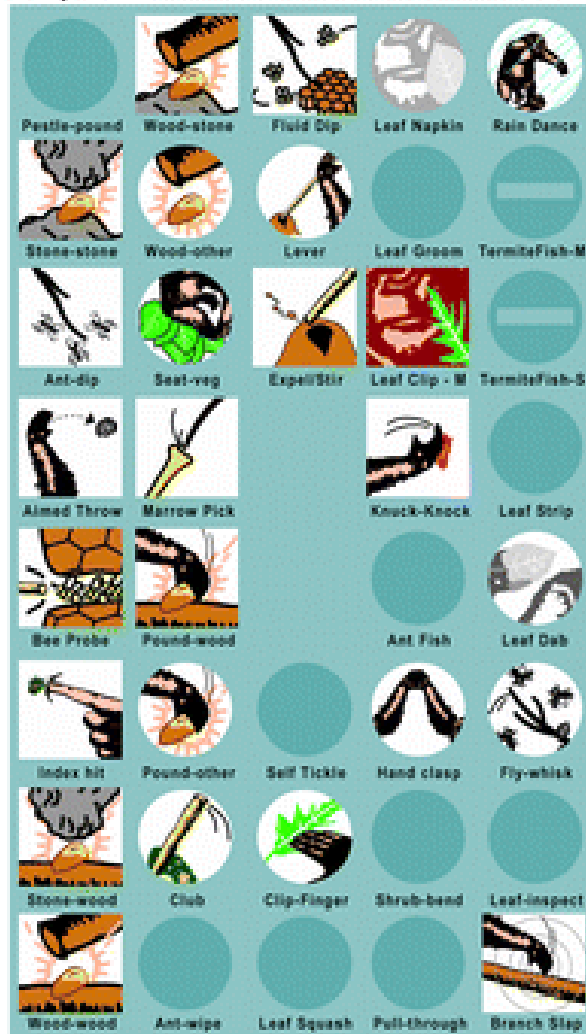 Pestle-pound Wood-stone Fluid Dip Leaf Napkin Rain Dance
Stone-stone Wood-other Lever Leaf Groom TermiteFish-M
Ant-dip Seat-veg Expel/Stir Leaf Clip - M TermiteFish-S
Aimed Throw Marrow Pick Knuck-Knock Leaf Strip
Bee Probe Pound-wood Ant Fish Leaf Dab
Index hit Pound-other Self Tickle Hand clasp Fly-whisk
Stone-wood Club Clip-Finger Shrub-bend Leaf-inspect
Wood-wood Ant-wipe Leaf Squash Pull-through Branch Slap